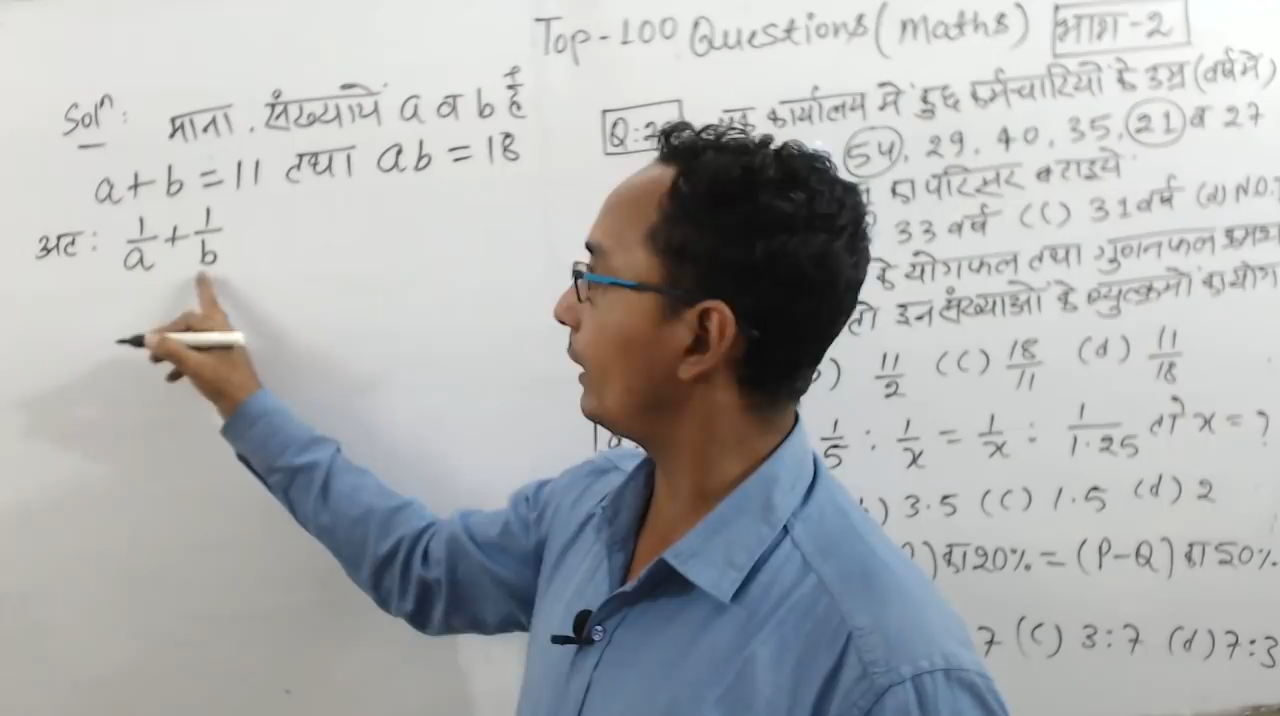 Top-100 Questions (Maths) भाग-2
Solⁿ: माना, संख्यायें a व b हैं
a + b = 11 तथा ab = 18
अतः 1/a + 1/b
कार्यालय में कुछ कर्मचारियों के उम्र (वर्ष में)
54, 29, 40, 35, 21 व 27
का परिसर बताइये
33 वर्ष (C) 31 वर्ष (d) N.O.
के योगफल तथा गुणनफल क्रमशः
तो इन संख्याओं के व्युत्क्रमों का योग
11/2 (C) 18/11 (d) 11/18
1/5 : 1/x = 1/x : 1/1.25 तो x = ?
) 3.5 (C) 1.5 (d) 2
) का 20% = (P-Q) का 50%
7 (C) 3:7 (d) 7:3